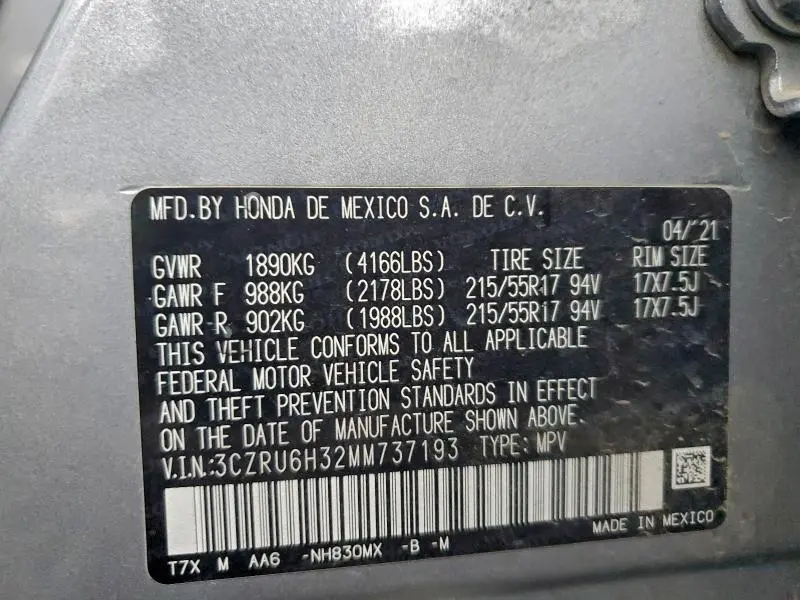 MFD.BY HONDA DE MEXICO S.A. DE C.V.
04/'21
GVWR 1890KG (4166LBS) TIRE SIZE RIM SIZE
GAWR F 988KG (2178LBS) 215/55R17 94V 17X7.5J
GAWR-R 902KG (1988LBS) 215/55R17 94V 17X7.5J
THIS VEHICLE CONFORMS TO ALL APPLICABLE
FEDERAL MOTOR VEHICLE SAFETY
AND THEFT PREVENTION STANDARDS IN EFFECT
ON THE DATE OF MANUFACTURE SHOWN ABOVE.
V.I.N.:3CZRU6H32MM737193 TYPE: MPV
MADE IN MEXICO
T7X M AA6 -NH830MX -B -M